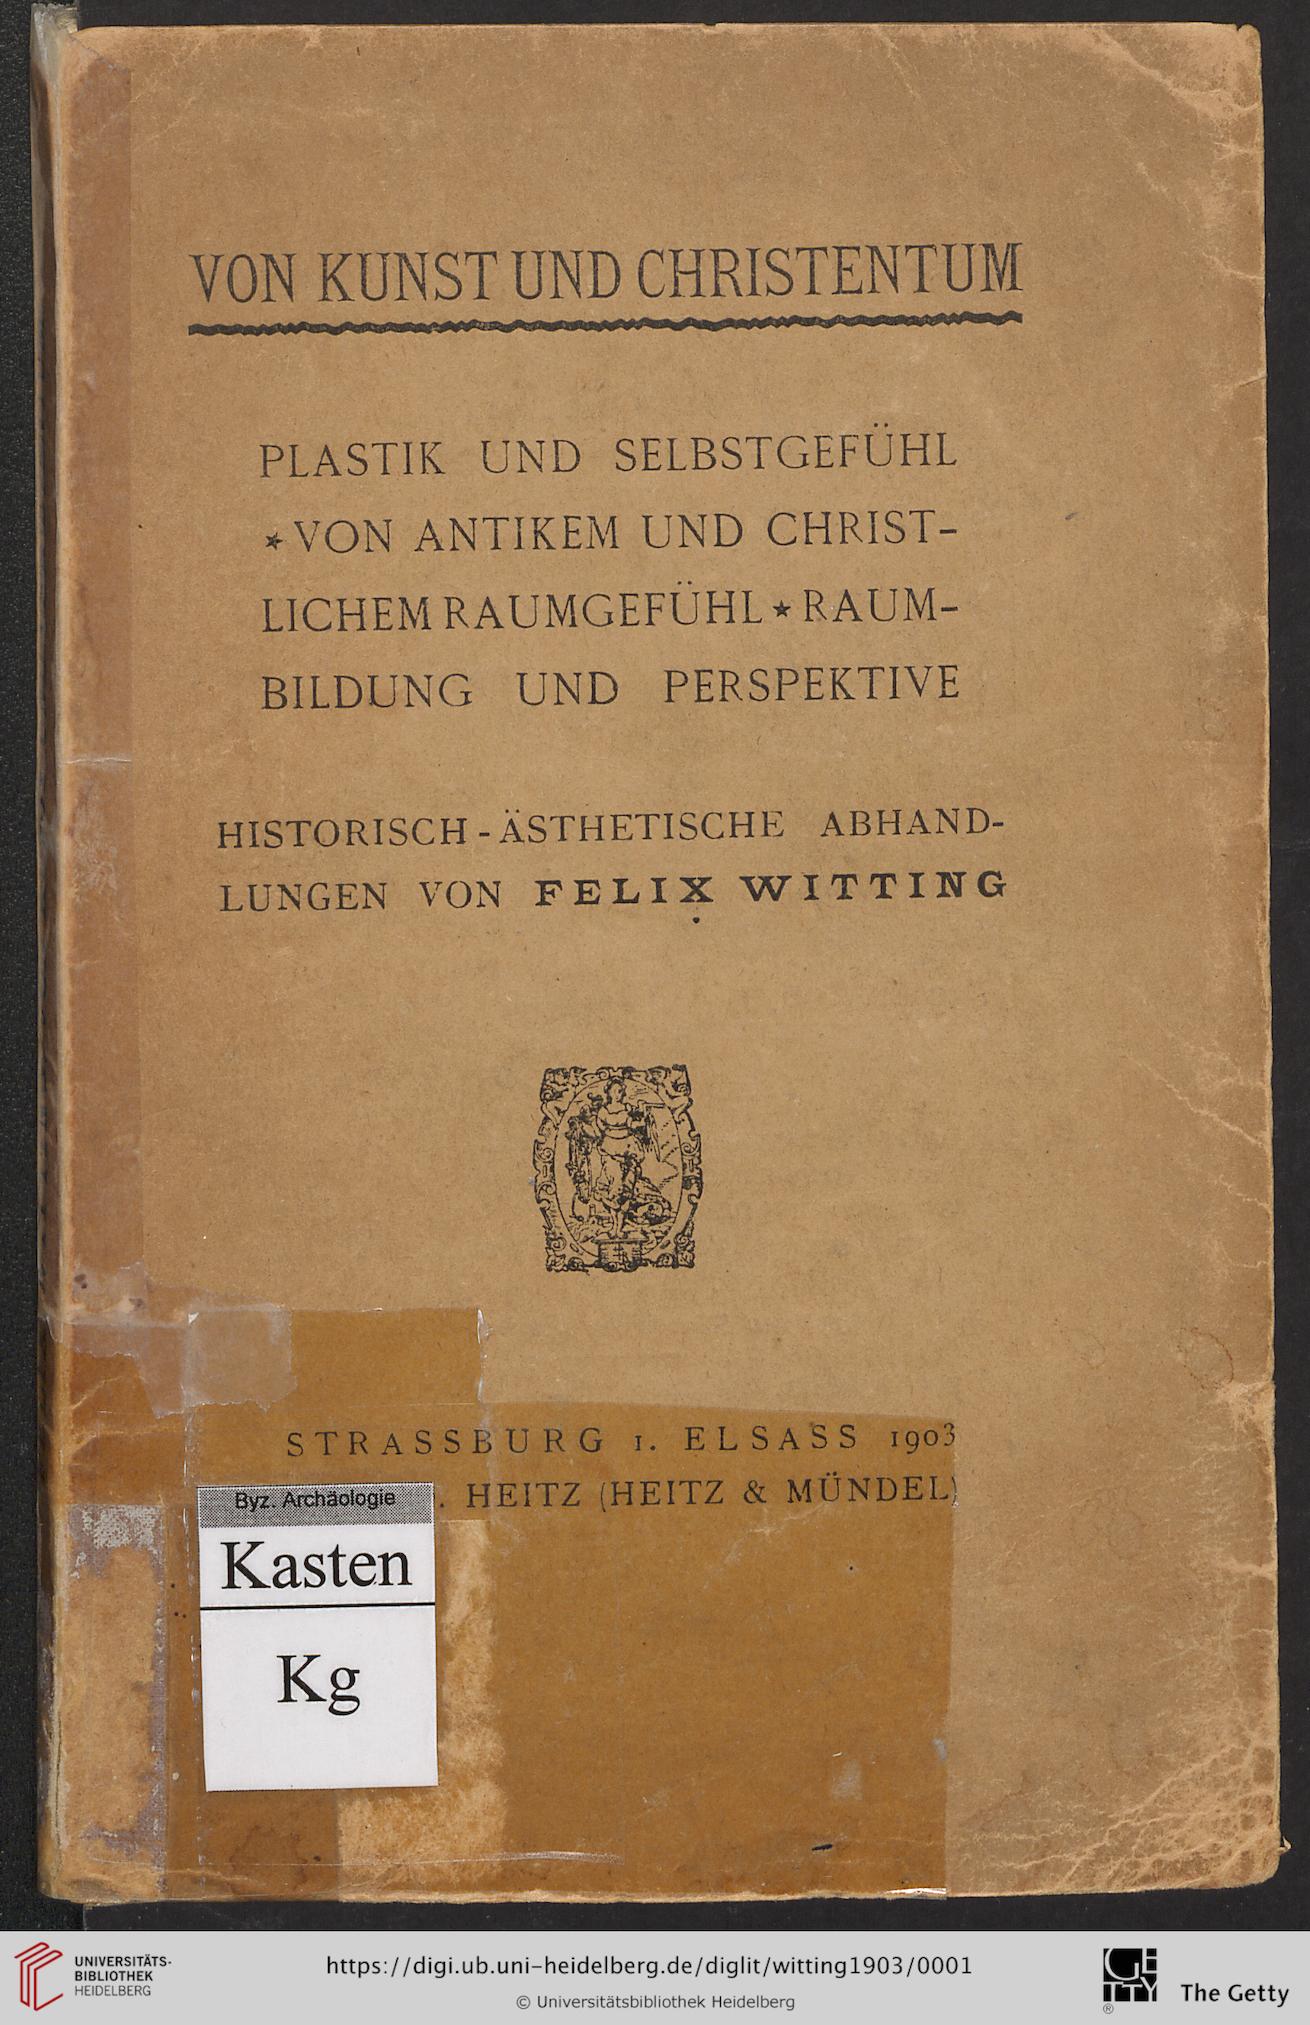 VON KUNST UND CHRISTENTUM
PLASTIK UND SELBSTGEFÜHL
★ VON ANTIKEM UND CHRIST-
LICHEM RAUMGEFÜHL ★ RAUM-
BILDUNG UND PERSPEKTIVE
HISTORISCH-ÄSTHETISCHE ABHAND-
LUNGEN VON FELIX WITTING
STRASSBURG I. ELSASS 1903
. HEITZ (HEITZ & MÜNDEL)
Byz. Archäologie
Kasten
Kg
UNIVERSITÄTS-
BIBLIOTHEK
HEIDELBERG
https://digi.ub.uni-heidelberg.de/diglit/witting1903/0001
© Universitätsbibliothek Heidelberg
GETTY
®
The Getty